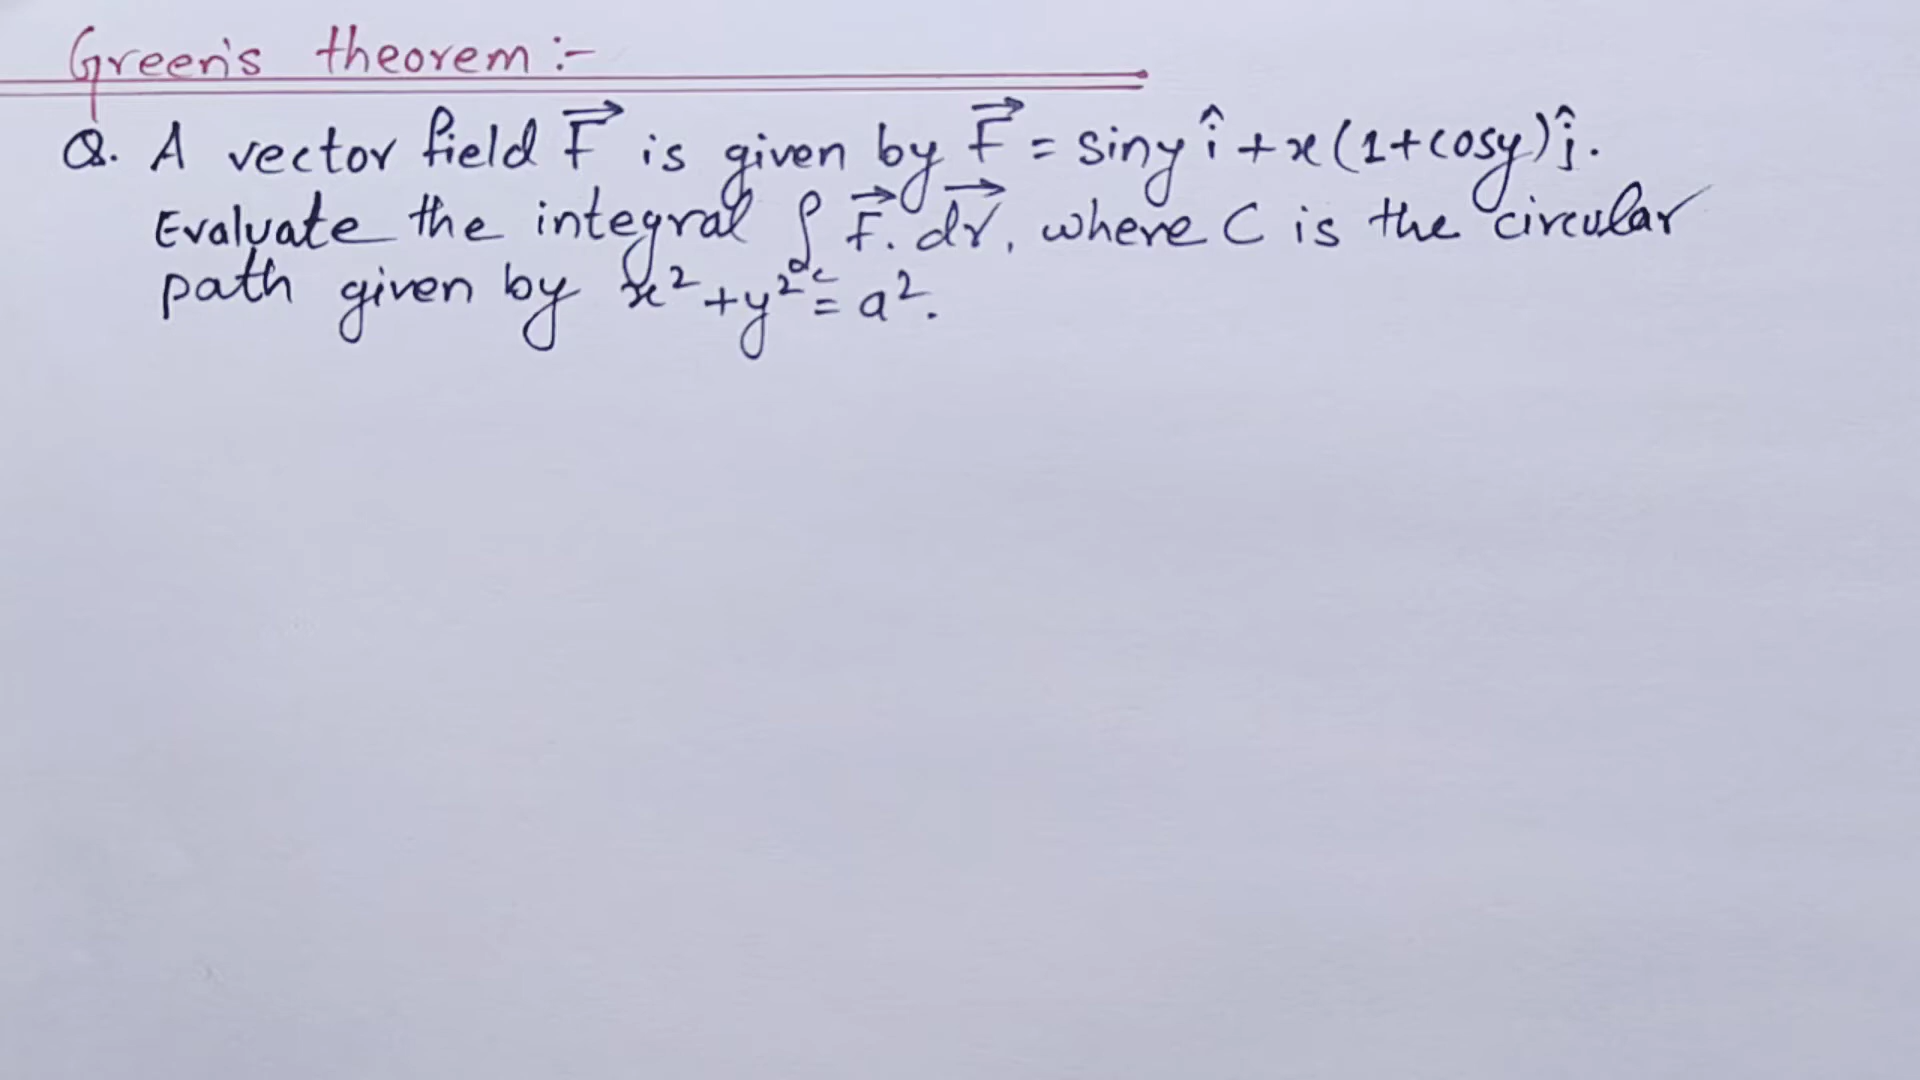 Green's theorem :-
Q. A vector field F⃗ is given by F⃗ = siny î + x(1+cosy)ĵ.
Evaluate the integral ∫_c F⃗. dr⃗, where C is the circular
path given by x² + y² = a².